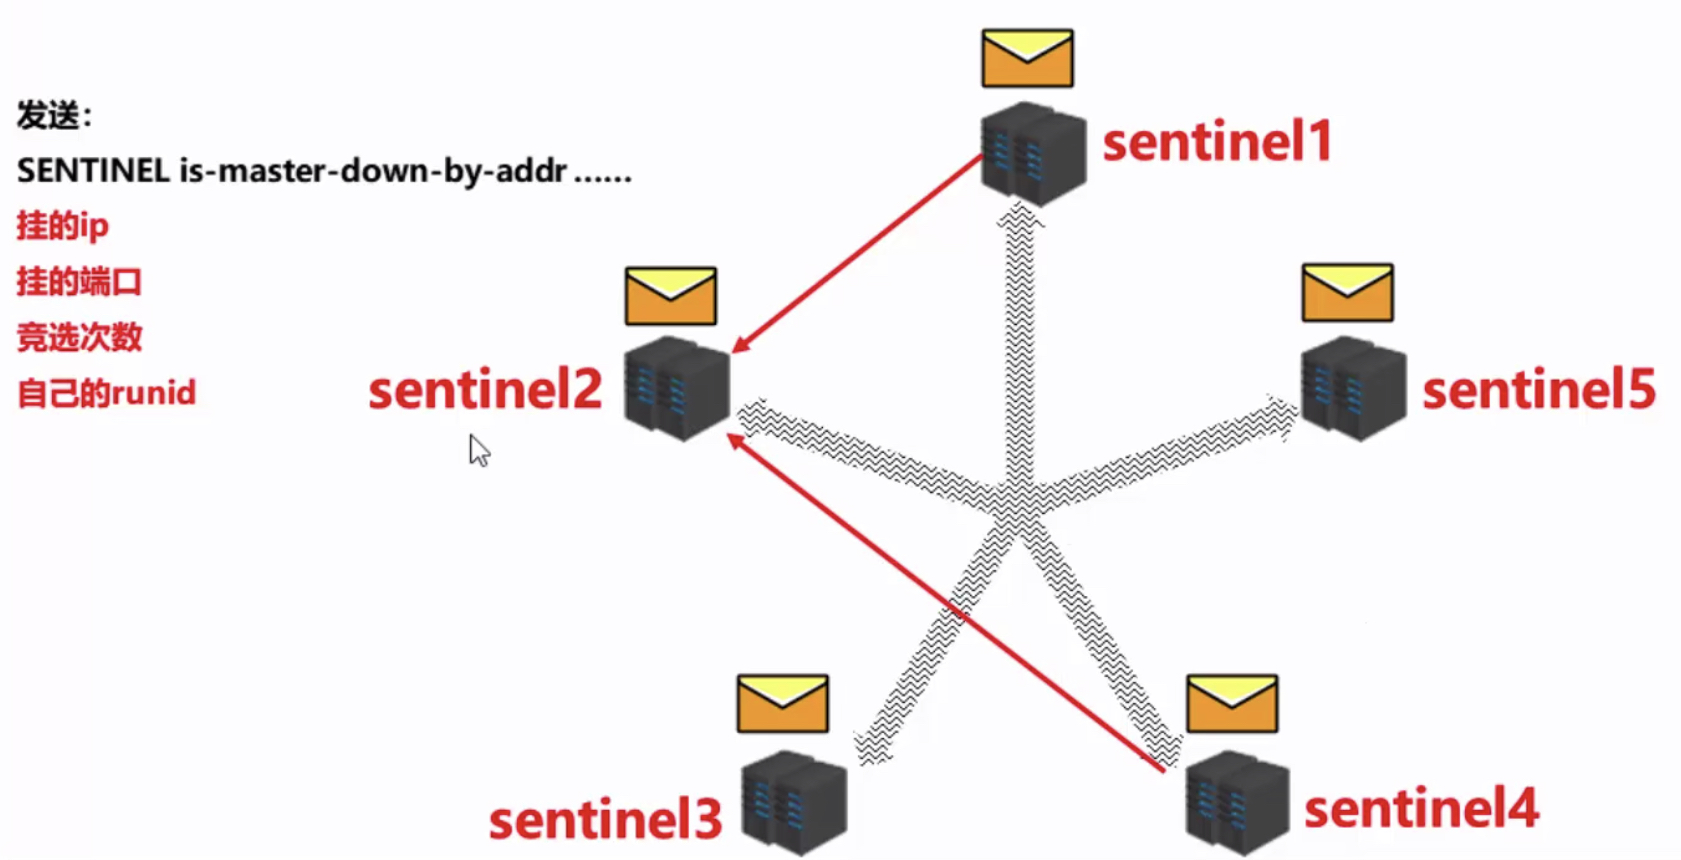 发送：
SENTINEL is-master-down-by-addr ……
挂的ip
挂的端口
竞选次数
自己的runid
sentinel1
sentinel2
sentinel5
sentinel3
sentinel4